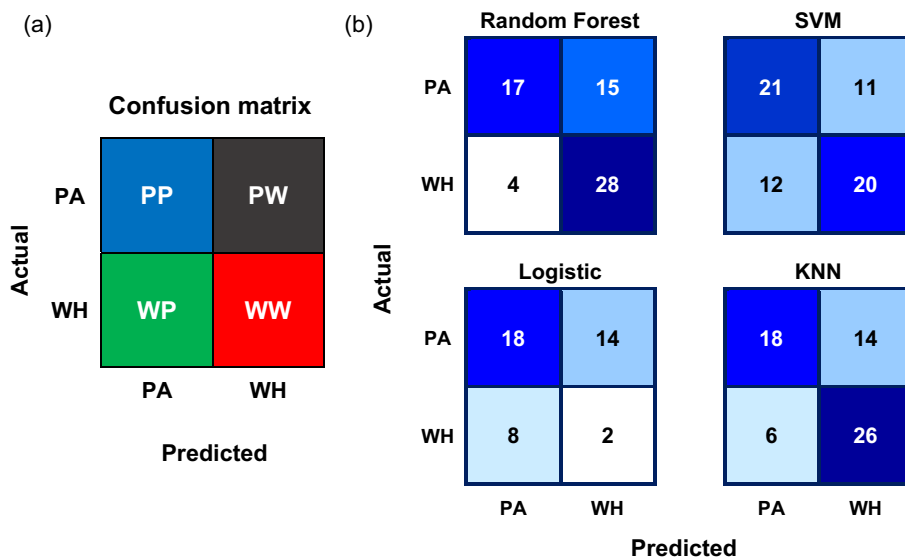 (a)
Confusion matrix
Actual
PA
PP
PW
WH
WP
WW
PA
WH
Predicted
(b)
Actual
Random Forest
PA
17
15
WH
4
28
SVM
21
11
12
20
Logistic
PA
18
14
WH
8
2
PA
WH
KNN
18
14
6
26
PA
WH
Predicted